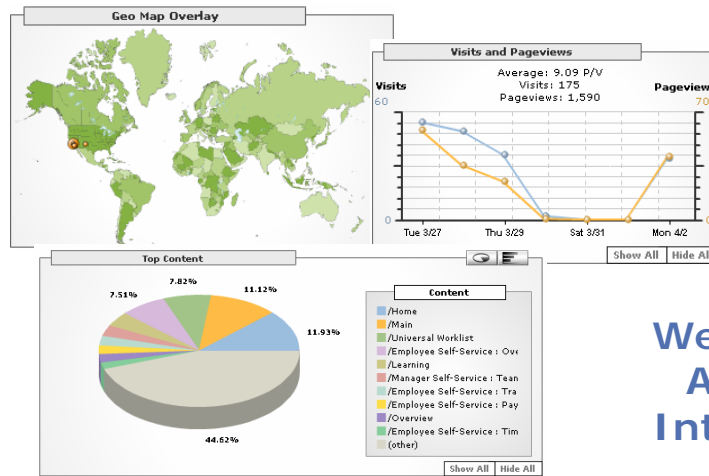 Geo Map Overlay
Visits and Pageviews
Average: 9.09 P/V
Visits: 175
Pageviews: 1,590
Visits
Pageview
60
70
0
0
Tue 3/27
Thu 3/29
Sat 3/31
Mon 4/2
Show All
Hide Al
Top Content
7.51%
7.82%
11.12%
11.93%
44.62%
Content
/Home
/Main
/Universal Worklist
/Employee Self-Service : Ove
/Learning
/Manager Self-Service : Tean
/Employee Self-Service : Tra
/Employee Self-Service : Pay
/Overview
/Employee Self-Service : Tim
(other)
Show All
Hide All
We
A
Int